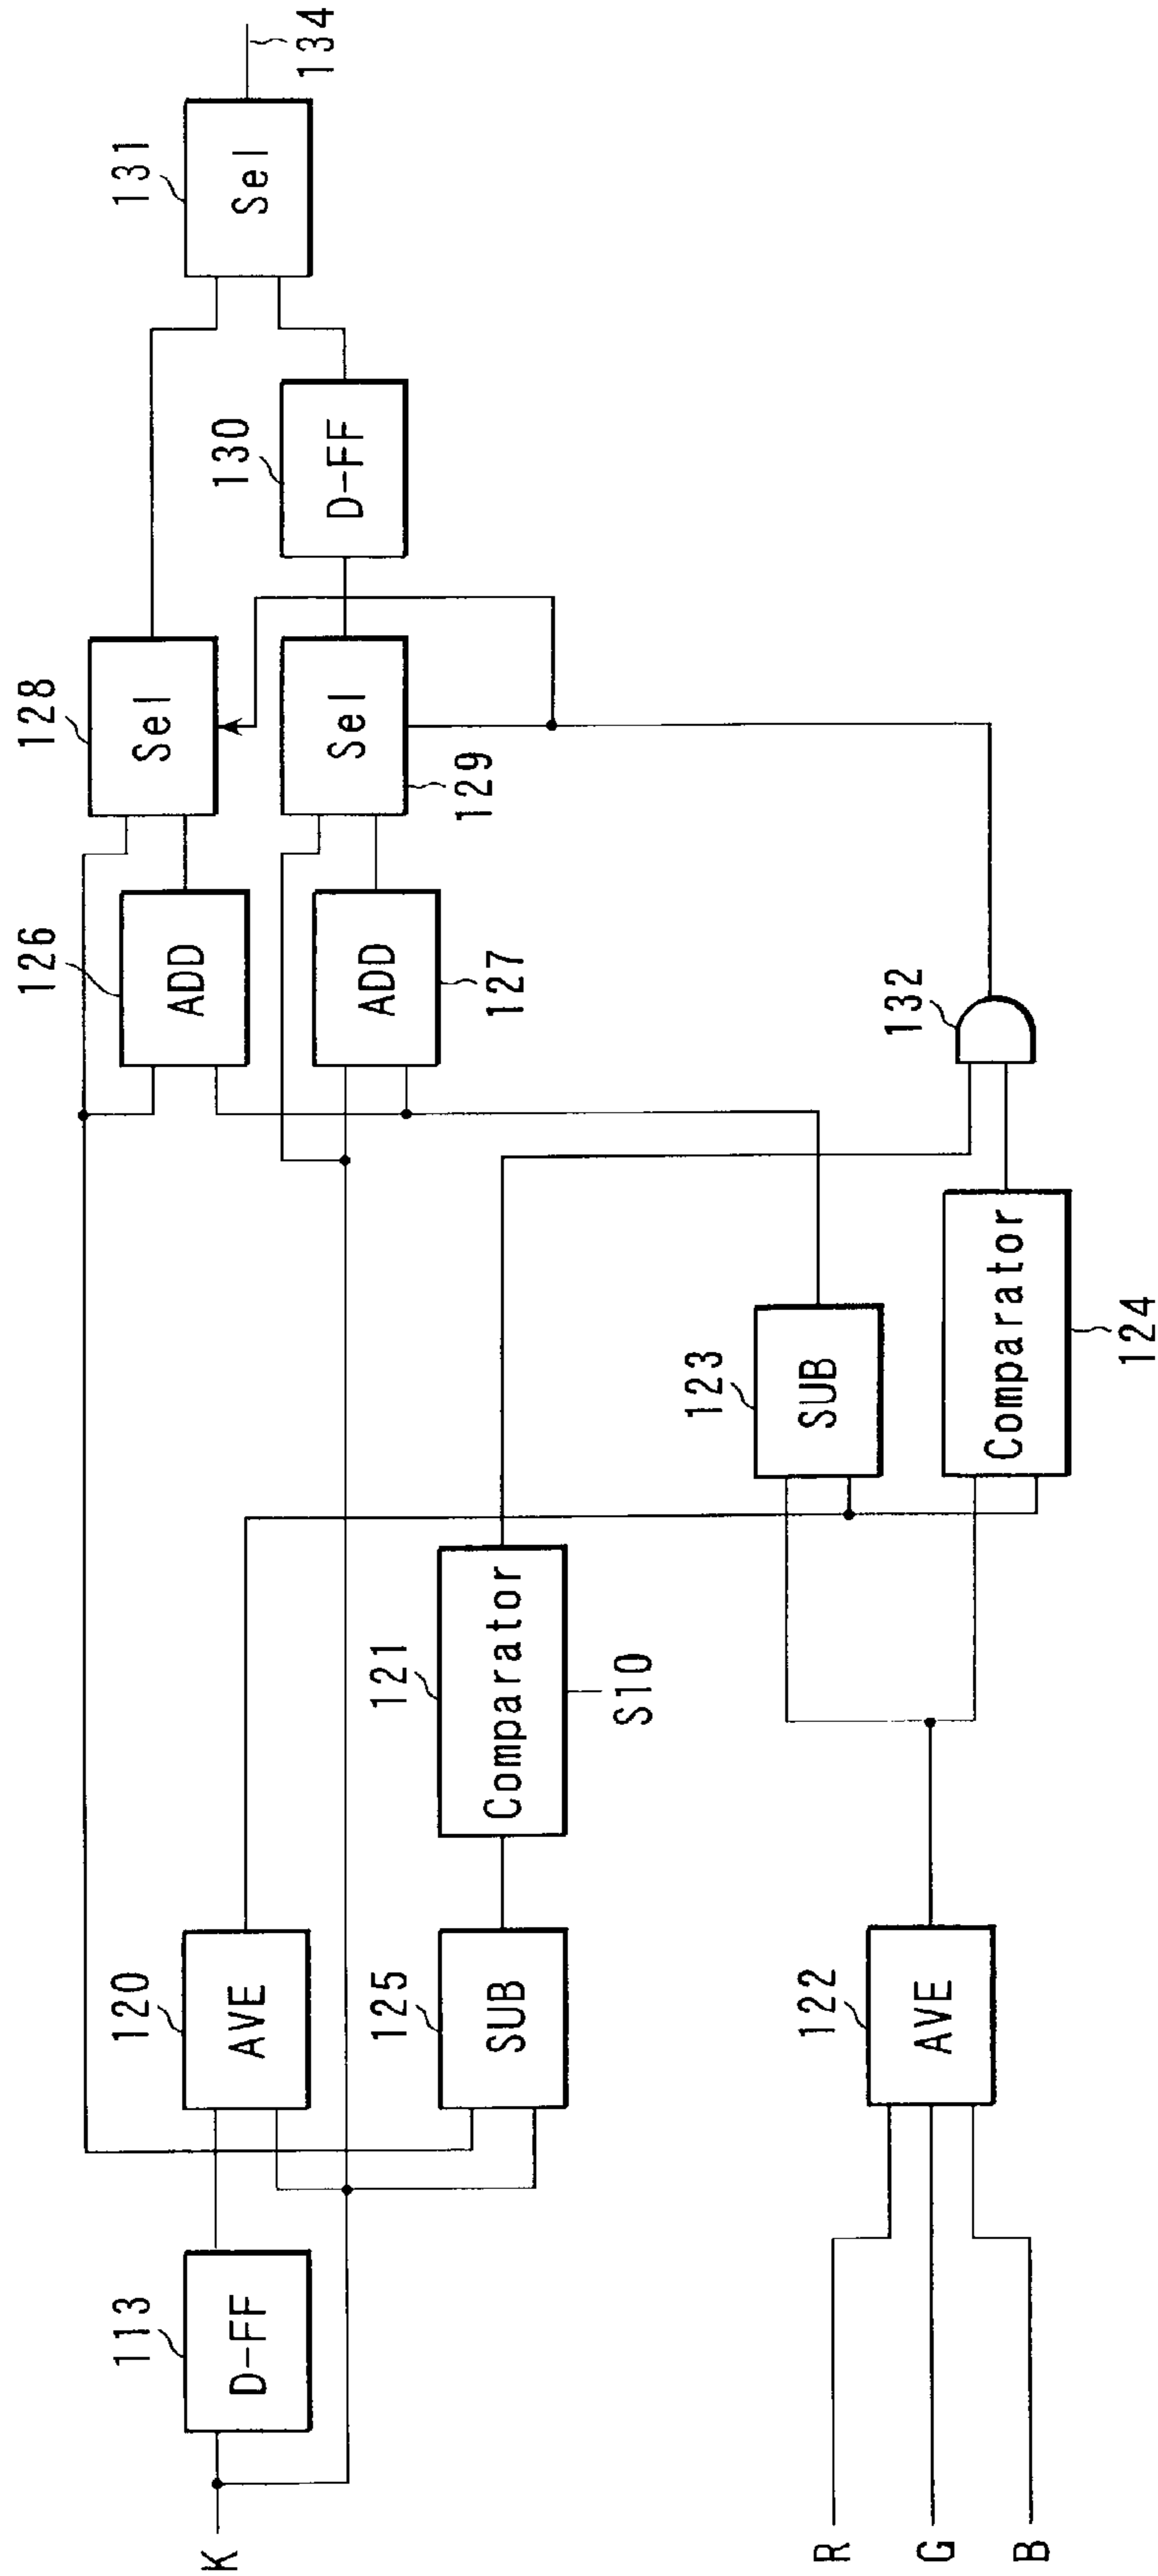 K
113
D-FF
120
AVE
125
SUB
121
Comparator
S10
R
G
B
122
AVE
123
SUB
124
Comparator
132
126
ADD
127
ADD
128
Sel
129
Sel
130
D-FF
131
Sel
134